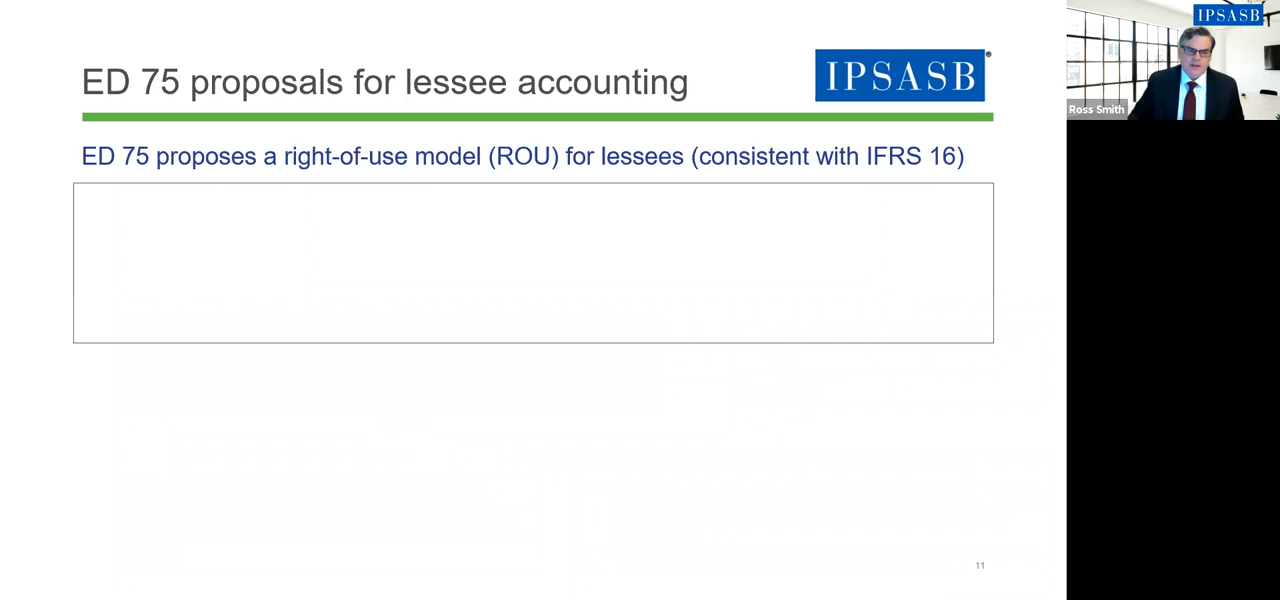 ED 75 proposals for lessee accounting
IPSASB®
ED 75 proposes a right-of-use model (ROU) for lessees (consistent with IFRS 16)
11
IPSASB
Ross Smith